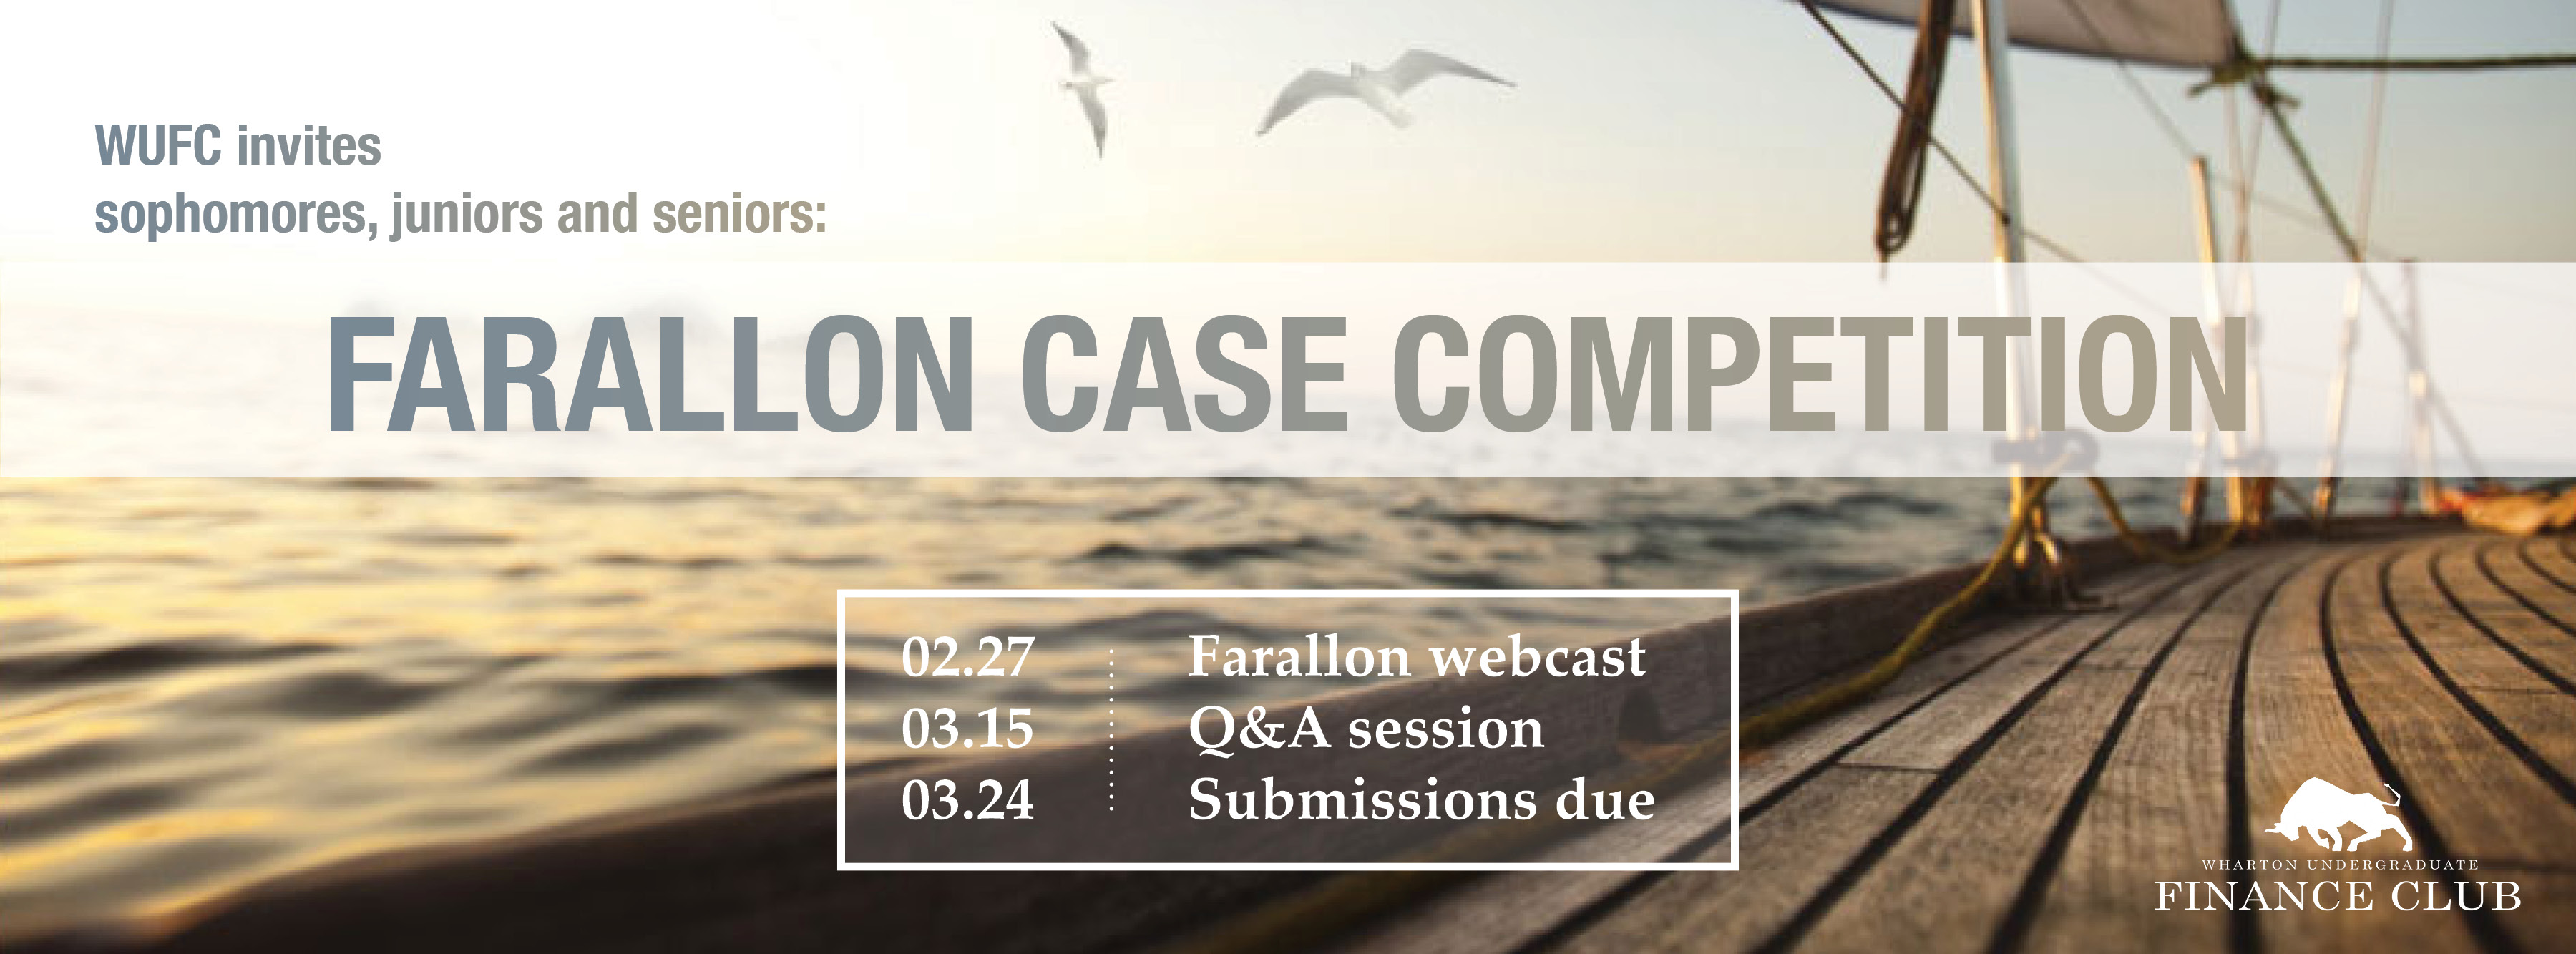 WUFC invites
sophomores, juniors and seniors:
FARALLON CASE COMPETITION
02.27 Farallon webcast
03.15 Q&A session
03.24 Submissions due
WHARTON UNDERGRADUATE
FINANCE CLUB